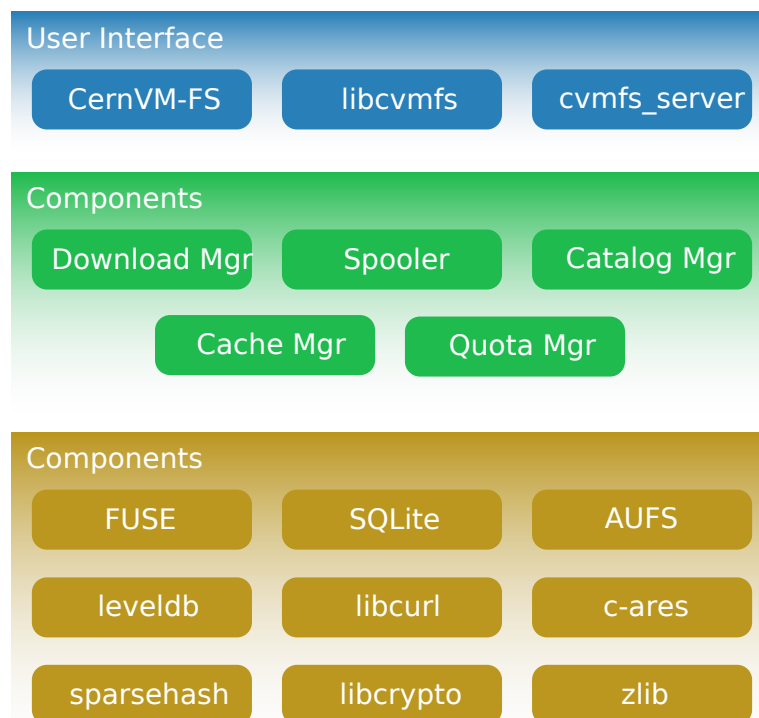 User Interface
CernVM-FS libcvmfs cvmfs_server
Components
Download Mgr Spooler Catalog Mgr
Cache Mgr Quota Mgr
Components
FUSE SQLite AUFS
leveldb libcurl c-ares
sparsehash libcrypto zlib